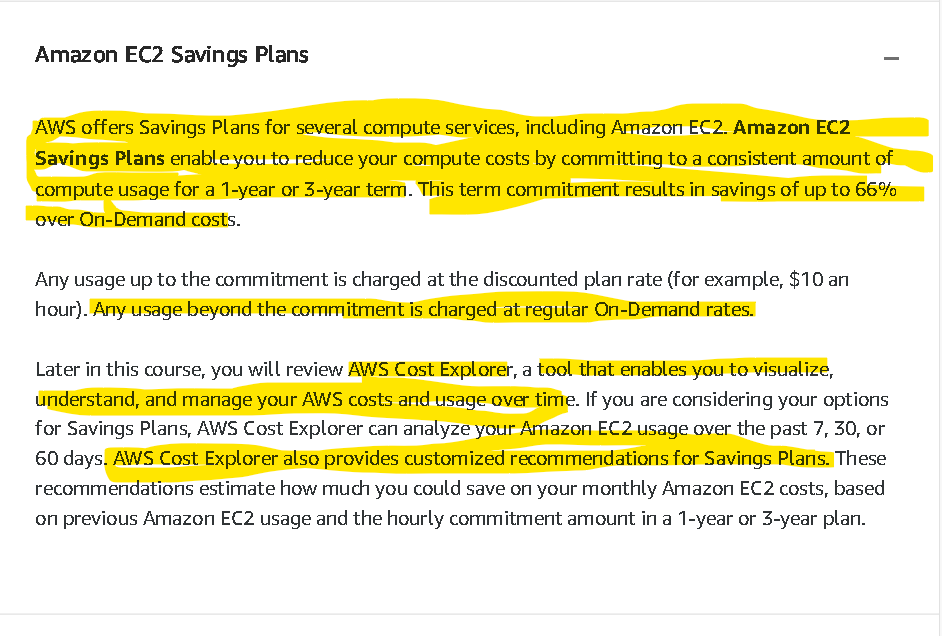 Amazon EC2 Savings Plans
AWS offers Savings Plans for several compute services, including Amazon EC2. Amazon EC2
Savings Plans enable you to reduce your compute costs by committing to a consistent amount of
compute usage for a 1-year or 3-year term. This term commitment results in savings of up to 66%
over On-Demand costs.
Any usage up to the commitment is charged at the discounted plan rate (for example, $10 an
hour). Any usage beyond the commitment is charged at regular On-Demand rates.
Later in this course, you will review AWS Cost Explorer, a tool that enables you to visualize,
understand, and manage your AWS costs and usage over time. If you are considering your options
for Savings Plans, AWS Cost Explorer can analyze your Amazon EC2 usage over the past 7, 30, or
60 days. AWS Cost Explorer also provides customized recommendations for Savings Plans. These
recommendations estimate how much you could save on your monthly Amazon EC2 costs, based
on previous Amazon EC2 usage and the hourly commitment amount in a 1-year or 3-year plan.